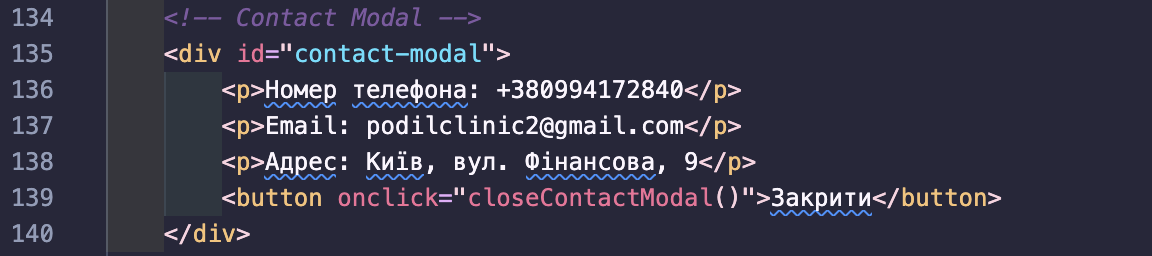 134 <!-- Contact Modal -->
135 <div id="contact-modal">
136 <p>Номер телефона: +380994172840</p>
137 <p>Email: podilclinic2@gmail.com</p>
138 <p>Адрес: Київ, вул. Фінансова, 9</p>
139 <button onclick="closeContactModal()">Закрити</button>
140 </div>